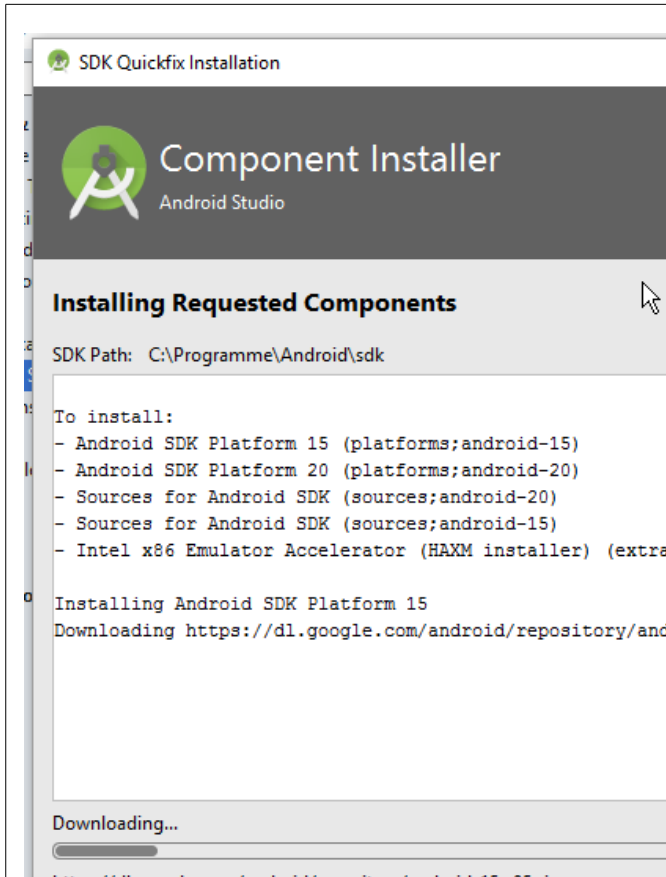 SDK Quickfix Installation
Component Installer
Android Studio
Installing Requested Components
SDK Path: C:\Programme\Android\sdk
To install:
- Android SDK Platform 15 (platforms;android-15)
- Android SDK Platform 20 (platforms;android-20)
- Sources for Android SDK (sources;android-20)
- Sources for Android SDK (sources;android-15)
- Intel x86 Emulator Accelerator (HAXM installer) (extra
Installing Android SDK Platform 15
Downloading https://dl.google.com/android/repository/and
Downloading...